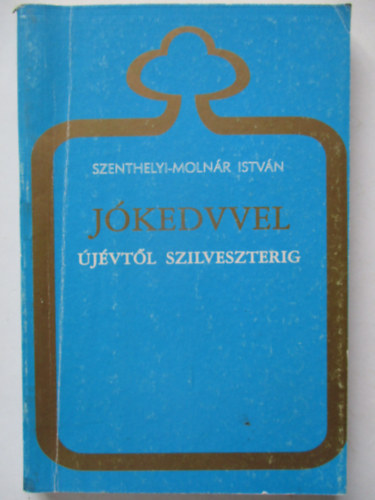 SZENTHELYI-MOLNÁR ISTVÁN
JÓKEDVVEL
ÚJÉVTŐL SZILVESZTERIG